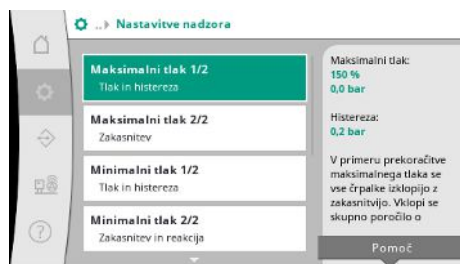 ..▸ Nastavitve nadzora
Maksimalni tlak 1/2
Tlak in histereza
Maksimalni tlak 2/2
Zakasnitev
Minimalni tlak 1/2
Tlak in histereza
Minimalni tlak 2/2
Zakasnitev in reakcija
Maksimalni tlak:
150 %
0,0 bar
Histereza:
0,2 bar
V primeru prekoračitve
maksimalnega tlaka se
vse črpalke izklopijo z
zakasnitvijo. Vklopi se
skupno poročilo o
Pomoč
?